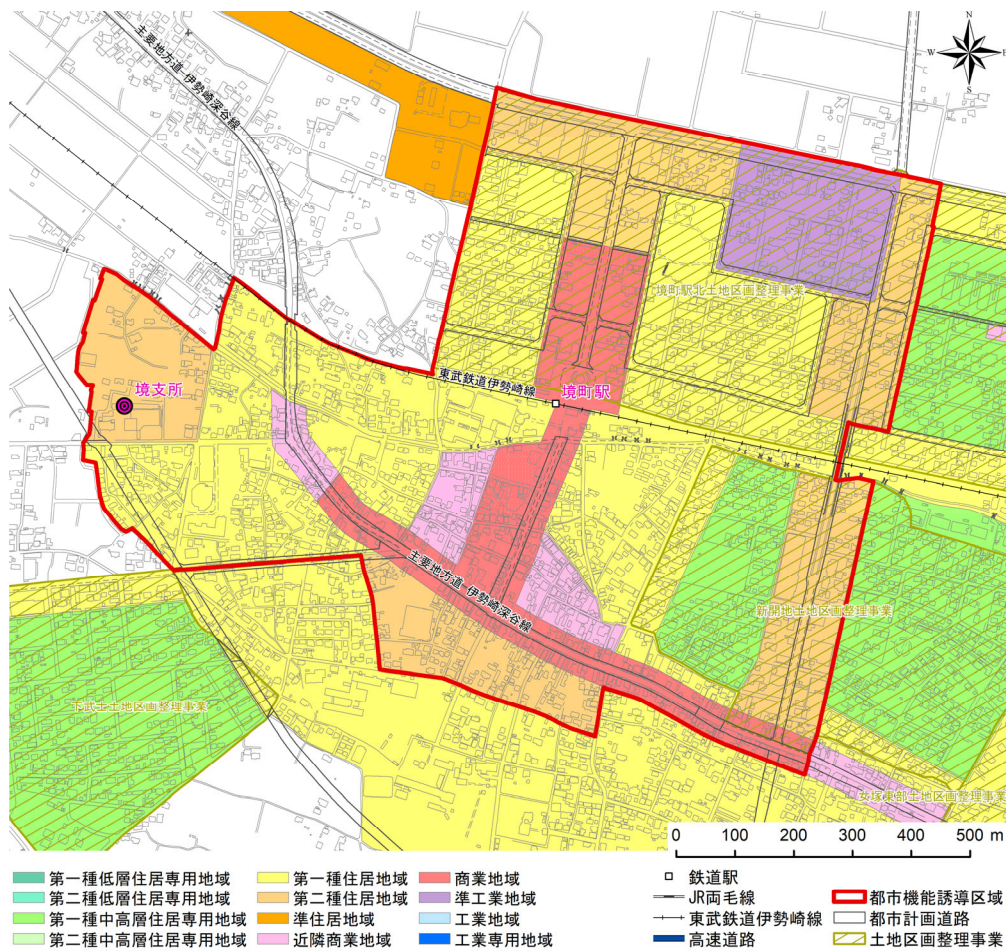 N
W
E
S
主要地方道 伊勢崎深谷線
境町駅北土地区画整理事業
境支所
東武鉄道伊勢崎線
境町駅
主要地方道 伊勢崎深谷線
新開地土地区画整理事業
下武士土地区画整理事業
女塚東部土地区画整理事業
0 100 200 300 400 500 m
第一種低層住居専用地域
第二種低層住居専用地域
第一種中高層住居専用地域
第二種中高層住居専用地域
第一種住居地域
第二種住居地域
準住居地域
近隣商業地域
商業地域
準工業地域
工業地域
工業専用地域
鉄道駅
JR両毛線
東武鉄道伊勢崎線
高速道路
都市機能誘導区域
都市計画道路
土地区画整理事業